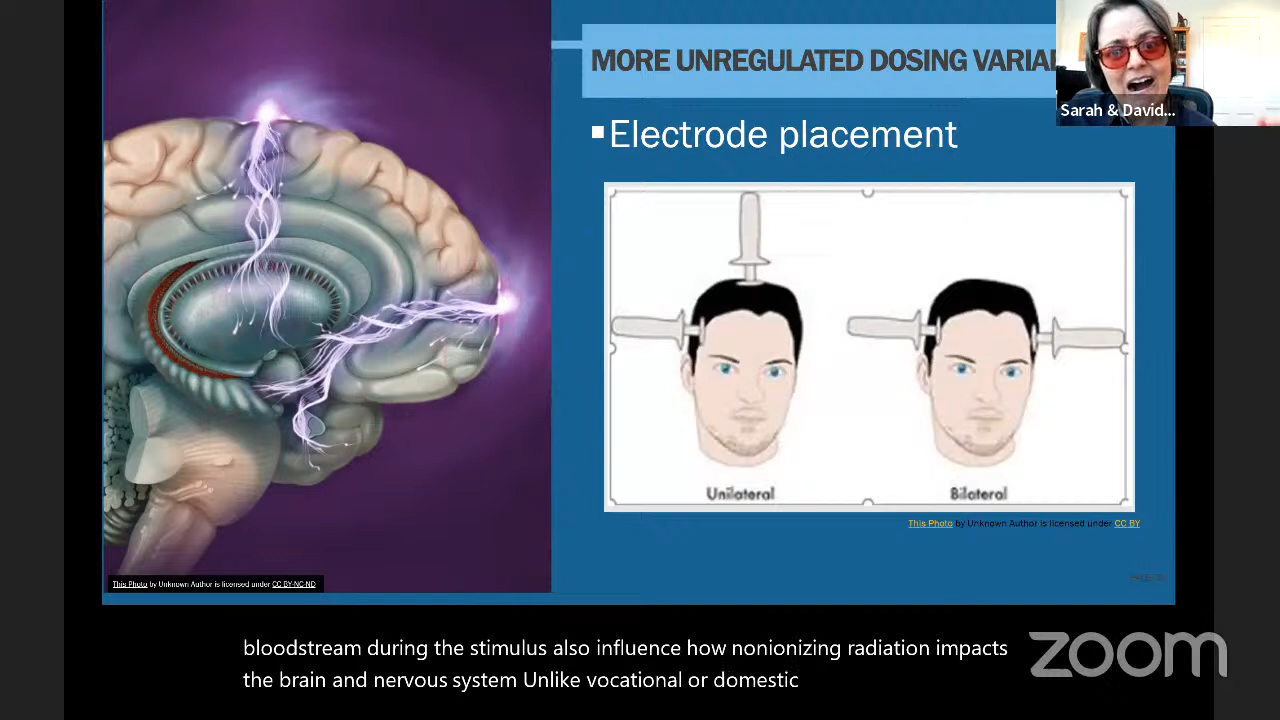 MORE UNREGULATED DOSING
Sarah & David...
Electrode placement
Unilateral
Bilateral
This Photo by Unknown Author is licensed under CC BY
This Photo by Unknown Author is licensed under CC BY-NC-ND
bloodstream during the stimulus also influence how nonionizing radiation impacts
the brain and nervous system Unlike vocational or domestic
zoom